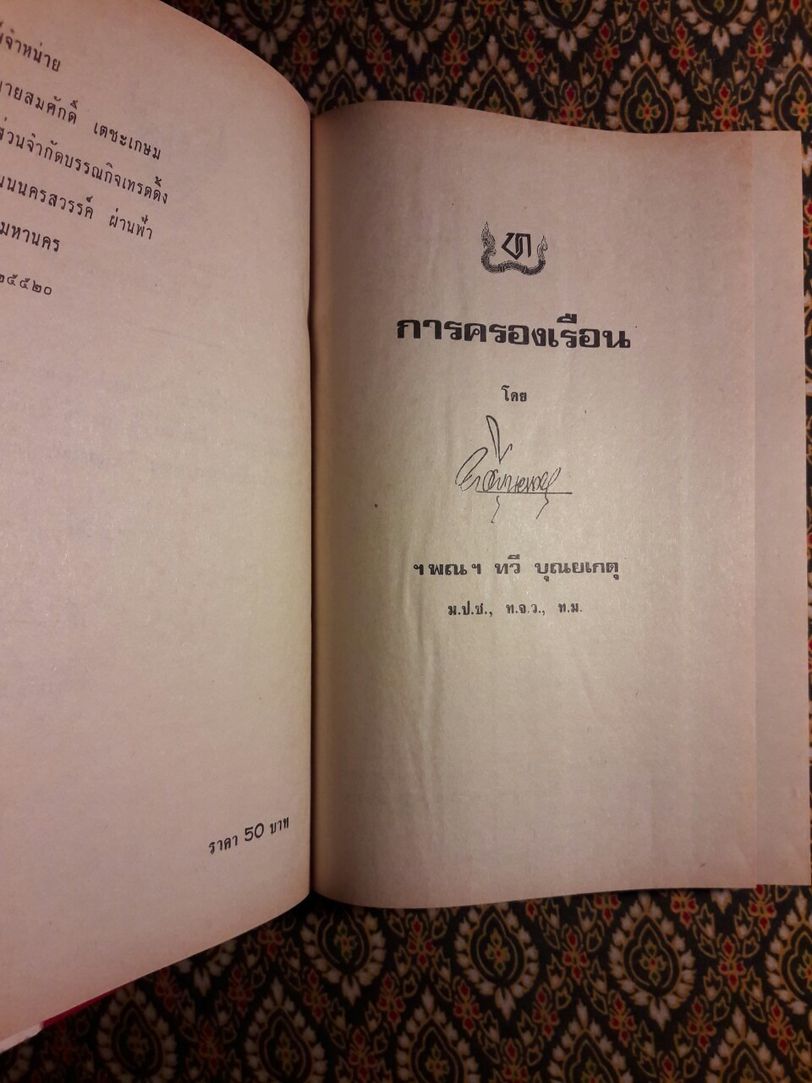 จำหน่าย
นายสมศักดิ์ เตชะเกษม
ส่วนจำกัดบรรณกิจเทรดดิ้ง
นนครสวรรค์ ผ่านฟ้า
มหานคร
๒๕๒๐
ราคา 50 บาท
ท
การครองเรือน
โดย
ฯพณฯ ทวี บุณยเกตุ
ม.ป.ช., ท.จ.ว., ท.ม.